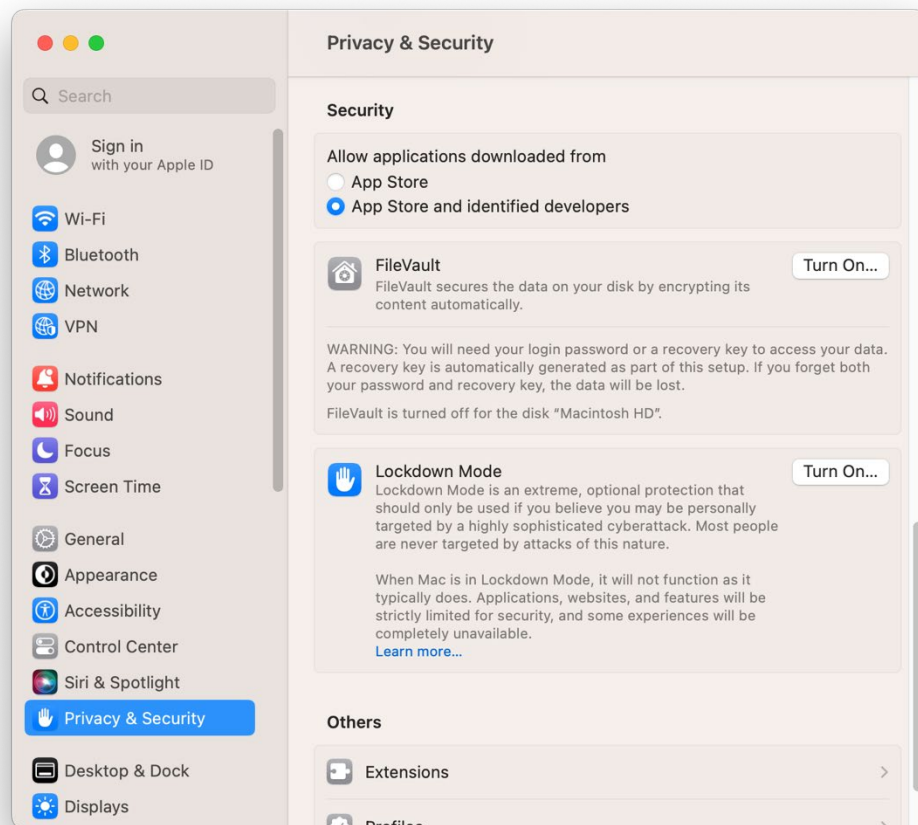 Privacy & Security
Search
Sign in
with your Apple ID
Wi-Fi
Bluetooth
Network
VPN
Notifications
Sound
Focus
Screen Time
General
Appearance
Accessibility
Control Center
Siri & Spotlight
Privacy & Security
Desktop & Dock
Displays
Security
Allow applications downloaded from
App Store
App Store and identified developers
FileVault
Turn On...
FileVault secures the data on your disk by encrypting its
content automatically.
WARNING: You will need your login password or a recovery key to access your data.
A recovery key is automatically generated as part of this setup. If you forget both
your password and recovery key, the data will be lost.
FileVault is turned off for the disk “Macintosh HD”.
Lockdown Mode
Turn On...
Lockdown Mode is an extreme, optional protection that
should only be used if you believe you may be personally
targeted by a highly sophisticated cyberattack. Most people
are never targeted by attacks of this nature.
When Mac is in Lockdown Mode, it will not function as it
typically does. Applications, websites, and features will be
strictly limited for security, and some experiences will be
completely unavailable.
Learn more...
Others
Extensions
Profiles